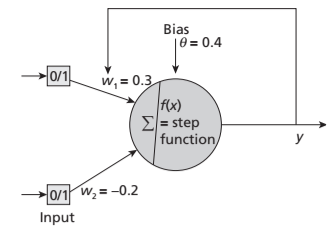 Bias
θ = 0.4
0/1
w₁ = 0.3
f(x)
∑ = step
function
y
0/1
w₂ = –0.2
Input